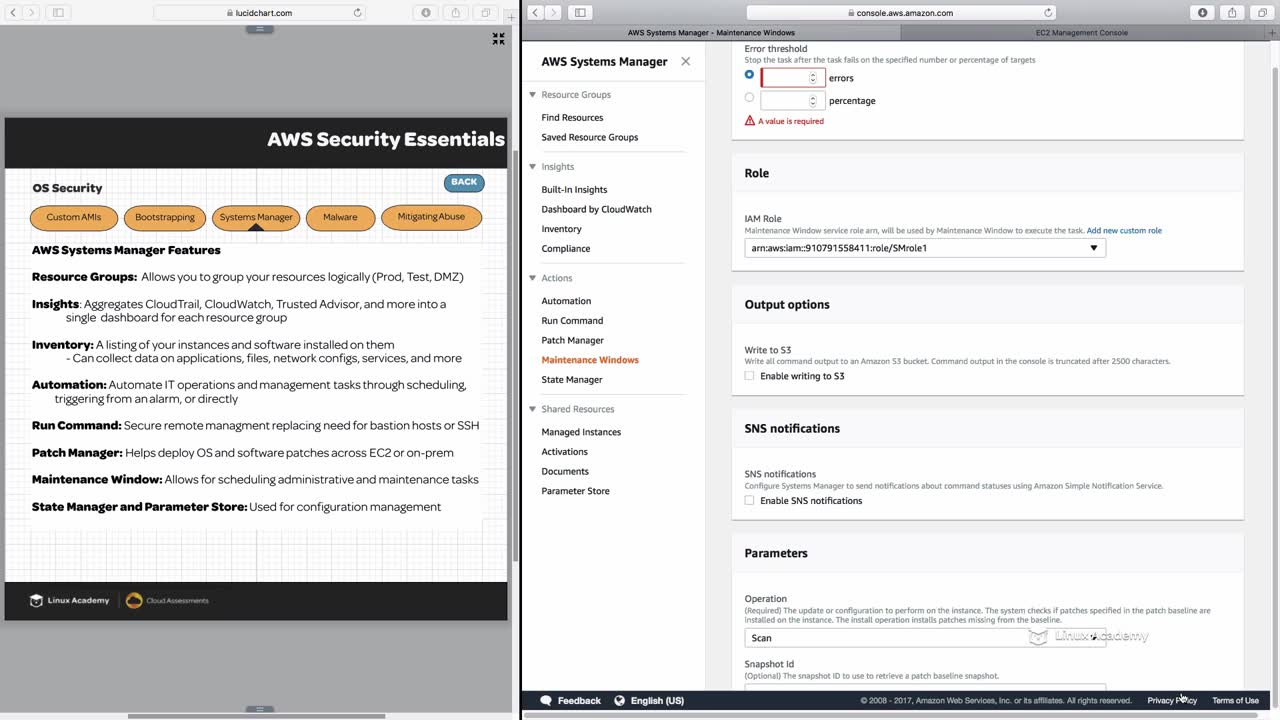 lucidchart.com
AWS Security Essentials
OS Security
BACK
Custom AMIs
Bootstrapping
Systems Manager
Malware
Mitigating Abuse
AWS Systems Manager Features
Resource Groups: Allows you to group your resources logically (Prod, Test, DMZ)
Insights: Aggregates CloudTrail, CloudWatch, Trusted Advisor, and more into a
single dashboard for each resource group
Inventory: A listing of your instances and software installed on them
- Can collect data on applications, files, network configs, services, and more
Automation: Automate IT operations and management tasks through scheduling,
triggering from an alarm, or directly
Run Command: Secure remote managment replacing need for bastion hosts or SSH
Patch Manager: Helps deploy OS and software patches across EC2 or on-prem
Maintenance Window: Allows for scheduling administrative and maintenance tasks
State Manager and Parameter Store: Used for configuration management
Linux Academy
Cloud Assessments
console.aws.amazon.com
AWS Systems Manager - Maintenance Windows
EC2 Management Console
AWS Systems Manager
Resource Groups
Find Resources
Saved Resource Groups
Insights
Built-In Insights
Dashboard by CloudWatch
Inventory
Compliance
Actions
Automation
Run Command
Patch Manager
Maintenance Windows
State Manager
Shared Resources
Managed Instances
Activations
Documents
Parameter Store
Error threshold
Stop the task after the task fails on the specified number or percentage of targets
errors
percentage
A value is required
Role
IAM Role
Maintenance Window service role arn, will be used by Maintenance Window to execute the task. Add new custom role
arn:aws:iam::910791558411:role/SMrole1
Output options
Write to S3
Write all command output to an Amazon S3 bucket. Command output in the console is truncated after 2500 characters.
Enable writing to S3
SNS notifications
SNS notifications
Configure Systems Manager to send notifications about command statuses using Amazon Simple Notification Service.
Enable SNS notifications
Parameters
Operation
(Required) The update or configuration to perform on the instance. The system checks if patches specified in the patch baseline are
installed on the instance. The install operation installs patches missing from the baseline.
Scan
Linux Academy
Snapshot Id
(Optional) The snapshot ID to use to retrieve a patch baseline snapshot.
Feedback
English (US)
© 2008 - 2017, Amazon Web Services, Inc. or its affiliates. All rights reserved.
Privacy Policy
Terms of Use